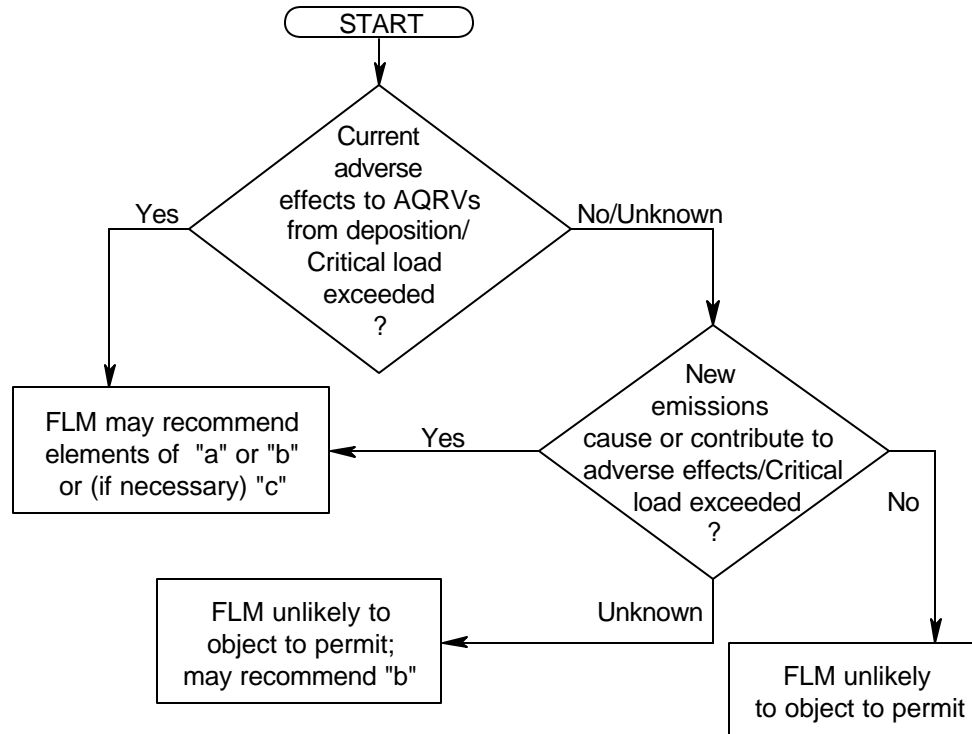 START
Current
adverse
effects to AQRVs
from deposition/
Critical load
exceeded
?
Yes
No/Unknown
New
emissions
cause or contribute to
adverse effects/Critical
load exceeded
?
FLM may recommend
elements of "a" or "b"
or (if necessary) "c"
Yes
No
Unknown
FLM unlikely to
object to permit;
may recommend "b"
FLM unlikely
to object to permit